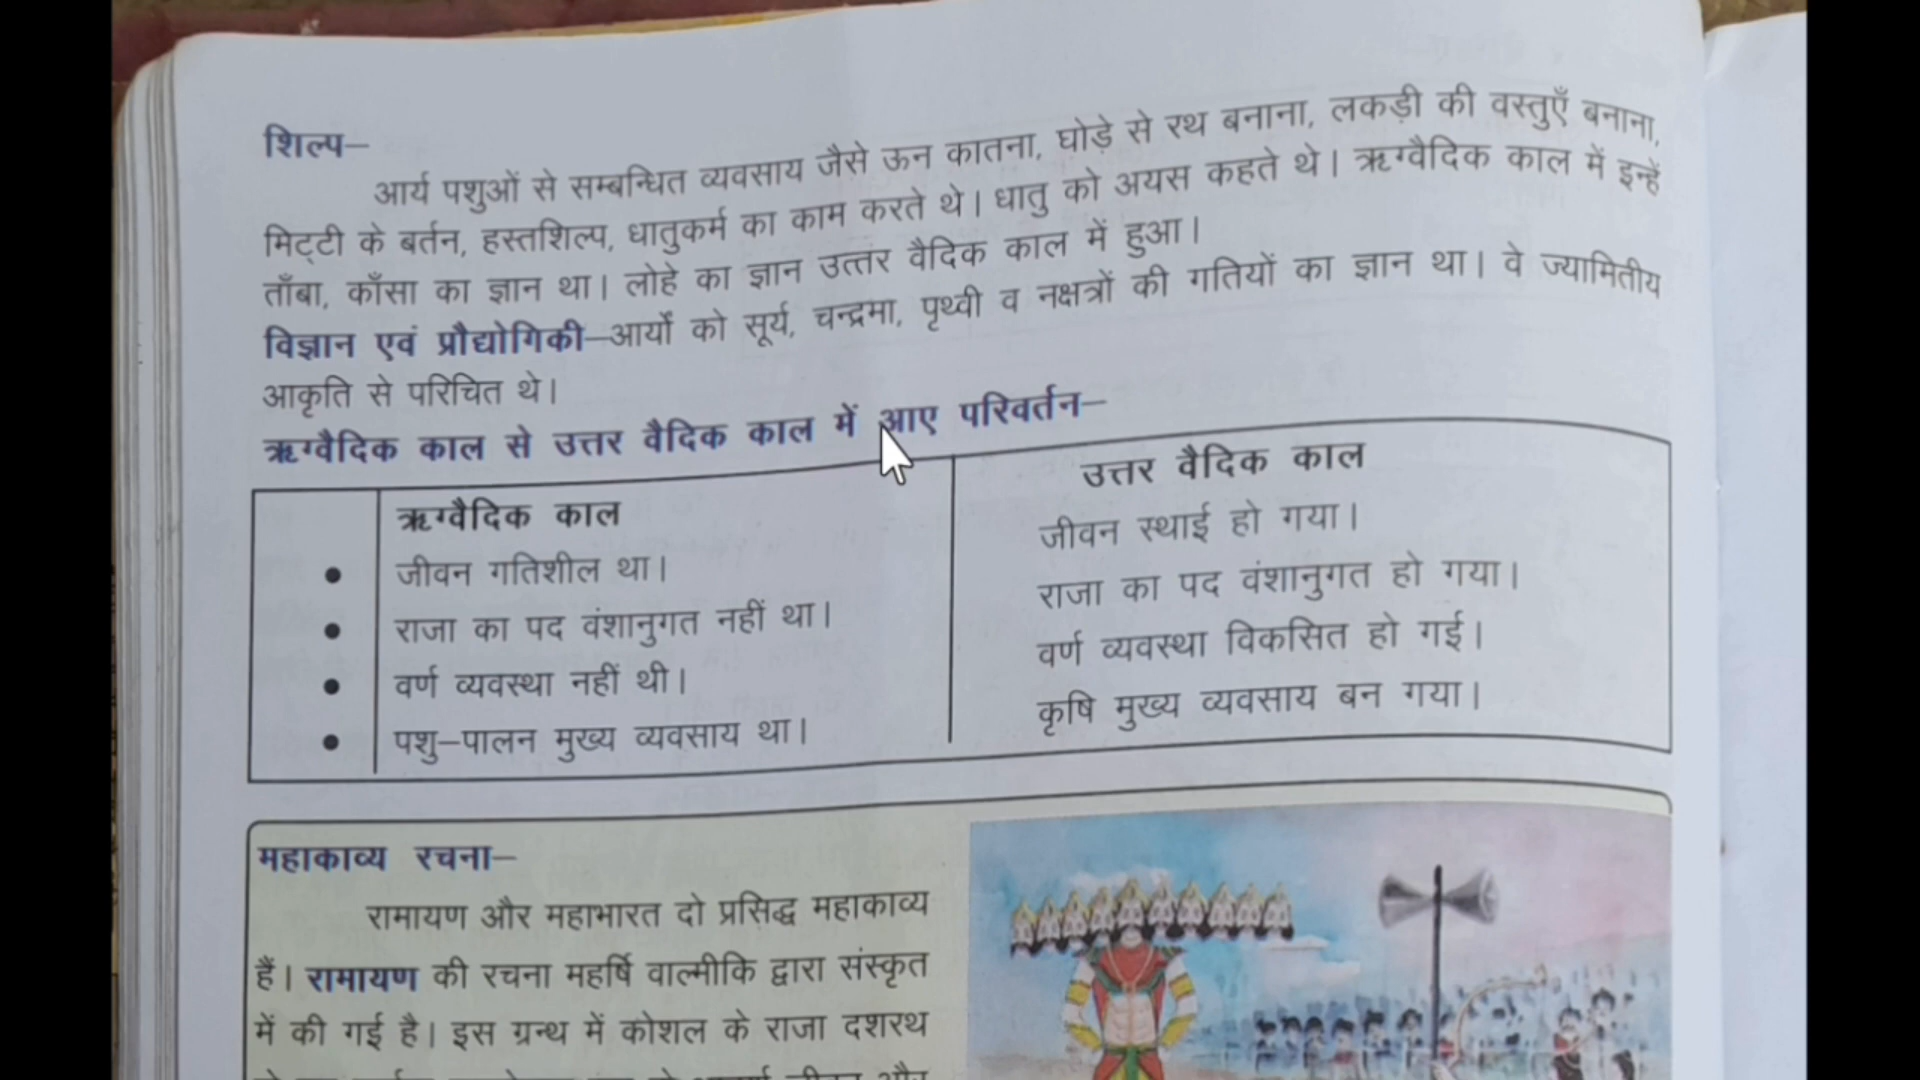 शिल्प–
आर्य पशुओं से सम्बन्धित व्यवसाय जैसे ऊन कातना, घोड़े से रथ बनाना, लकड़ी की वस्तुएँ बनाना,
मिट्टी के बर्तन, हस्तशिल्प, धातुकर्म का काम करते थे। धातु को अयस कहते थे। ऋग्वैदिक काल में इन्हें
ताँबा, काँसा का ज्ञान था। लोहे का ज्ञान उत्तर वैदिक काल में हुआ।
विज्ञान एवं प्रौद्योगिकी–आर्यों को सूर्य, चन्द्रमा, पृथ्वी व नक्षत्रों की गतियों का ज्ञान था। वे ज्यामितीय
आकृति से परिचित थे।
ऋग्वैदिक काल से उत्तर वैदिक काल में आए परिवर्तन–
ऋग्वैदिक काल उत्तर वैदिक काल
• जीवन गतिशील था। जीवन स्थाई हो गया।
• राजा का पद वंशानुगत नहीं था। राजा का पद वंशानुगत हो गया।
• वर्ण व्यवस्था नहीं थी। वर्ण व्यवस्था विकसित हो गई।
• पशु–पालन मुख्य व्यवसाय था। कृषि मुख्य व्यवसाय बन गया।
महाकाव्य रचना–
रामायण और महाभारत दो प्रसिद्ध महाकाव्य
हैं। रामायण की रचना महर्षि वाल्मीकि द्वारा संस्कृत
में की गई है। इस ग्रन्थ में कोशल के राजा दशरथ